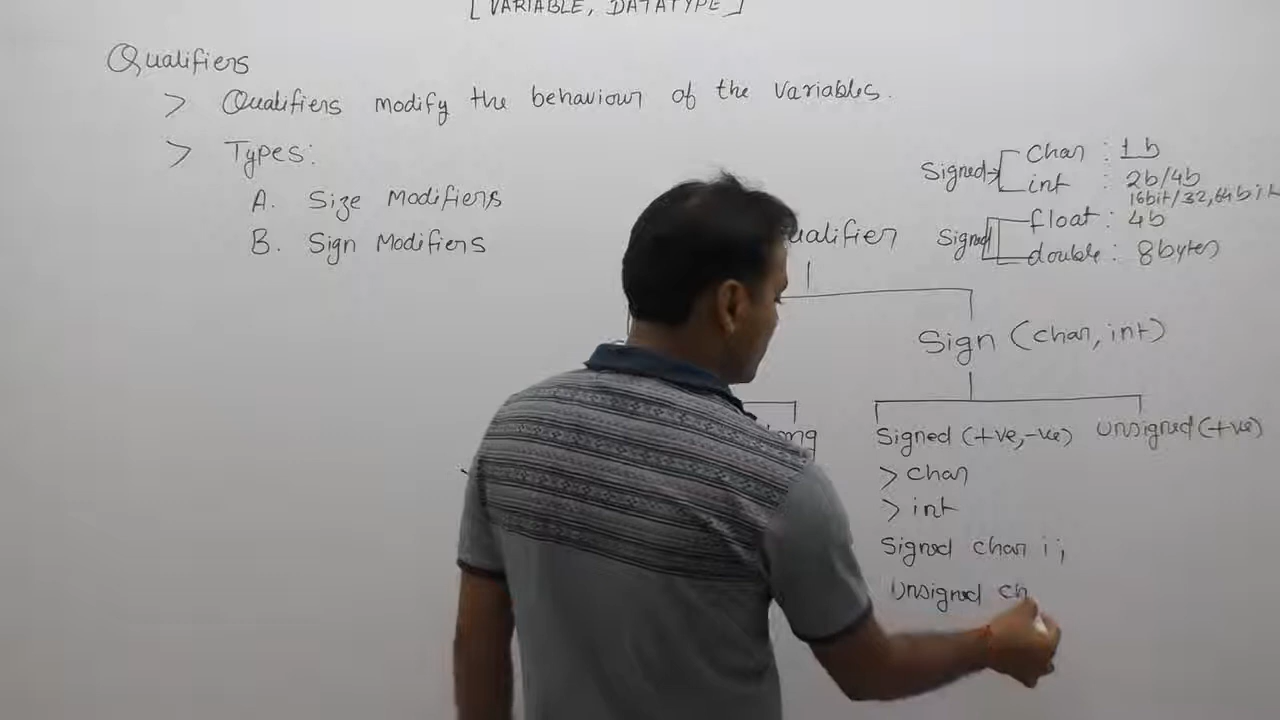 [VARIABLE, DATATYPE]
Qualifiers
> Qualifiers modify the behaviour of the variables.
> Types:
A. Size Modifiers
B. Sign Modifiers
Signed → char : 1b
int : 2b/4b
16bit/32,64bit
Signed float : 4b
double : 8bytes
ualifier
Sign (char, int)
ong
Signed (+ve,-ve) unsigned (+ve)
> char
> int
Signed char i;
Unsigned ch